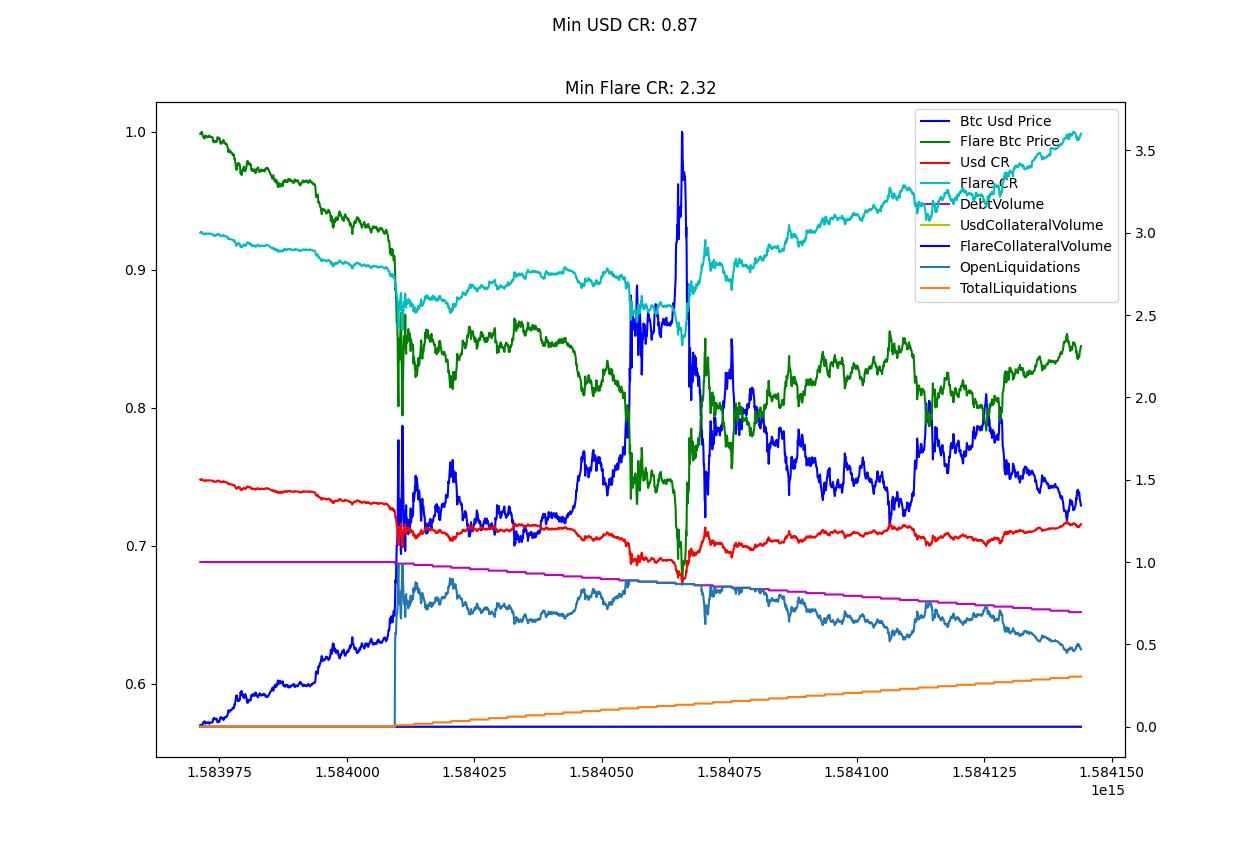 Min USD CR: 0.87
Min Flare CR: 2.32
Btc Usd Price
Flare Btc Price
Usd CR
Flare CR
DebtVolume
UsdCollateralVolume
FlareCollateralVolume
OpenLiquidations
TotalLiquidations
1.0
0.9
0.8
0.7
0.6
3.5
3.0
2.5
2.0
1.5
1.0
0.5
0.0
1.583975 1.584000 1.584025 1.584050 1.584075 1.584100 1.584125 1.584150
1e15